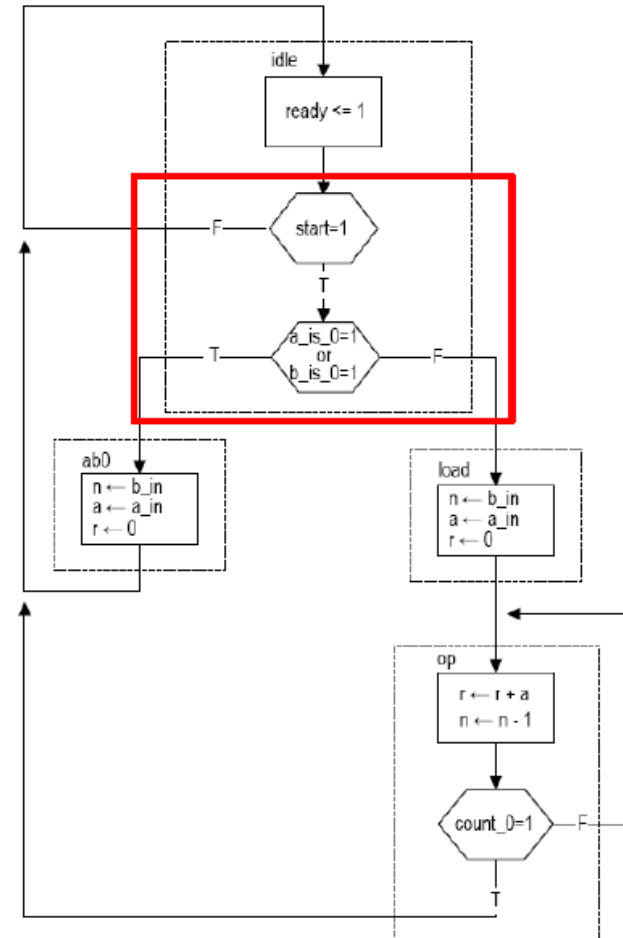 idle
ready <= 1
F
start=1
T
a_is_0=1
or
b_is_0=1
T
F
ab0
n ← b_in
a ← a_in
r ← 0
load
n ← b_in
a ← a_in
r ← 0
op
r ← r + a
n ← n - 1
count_0=1
F
T